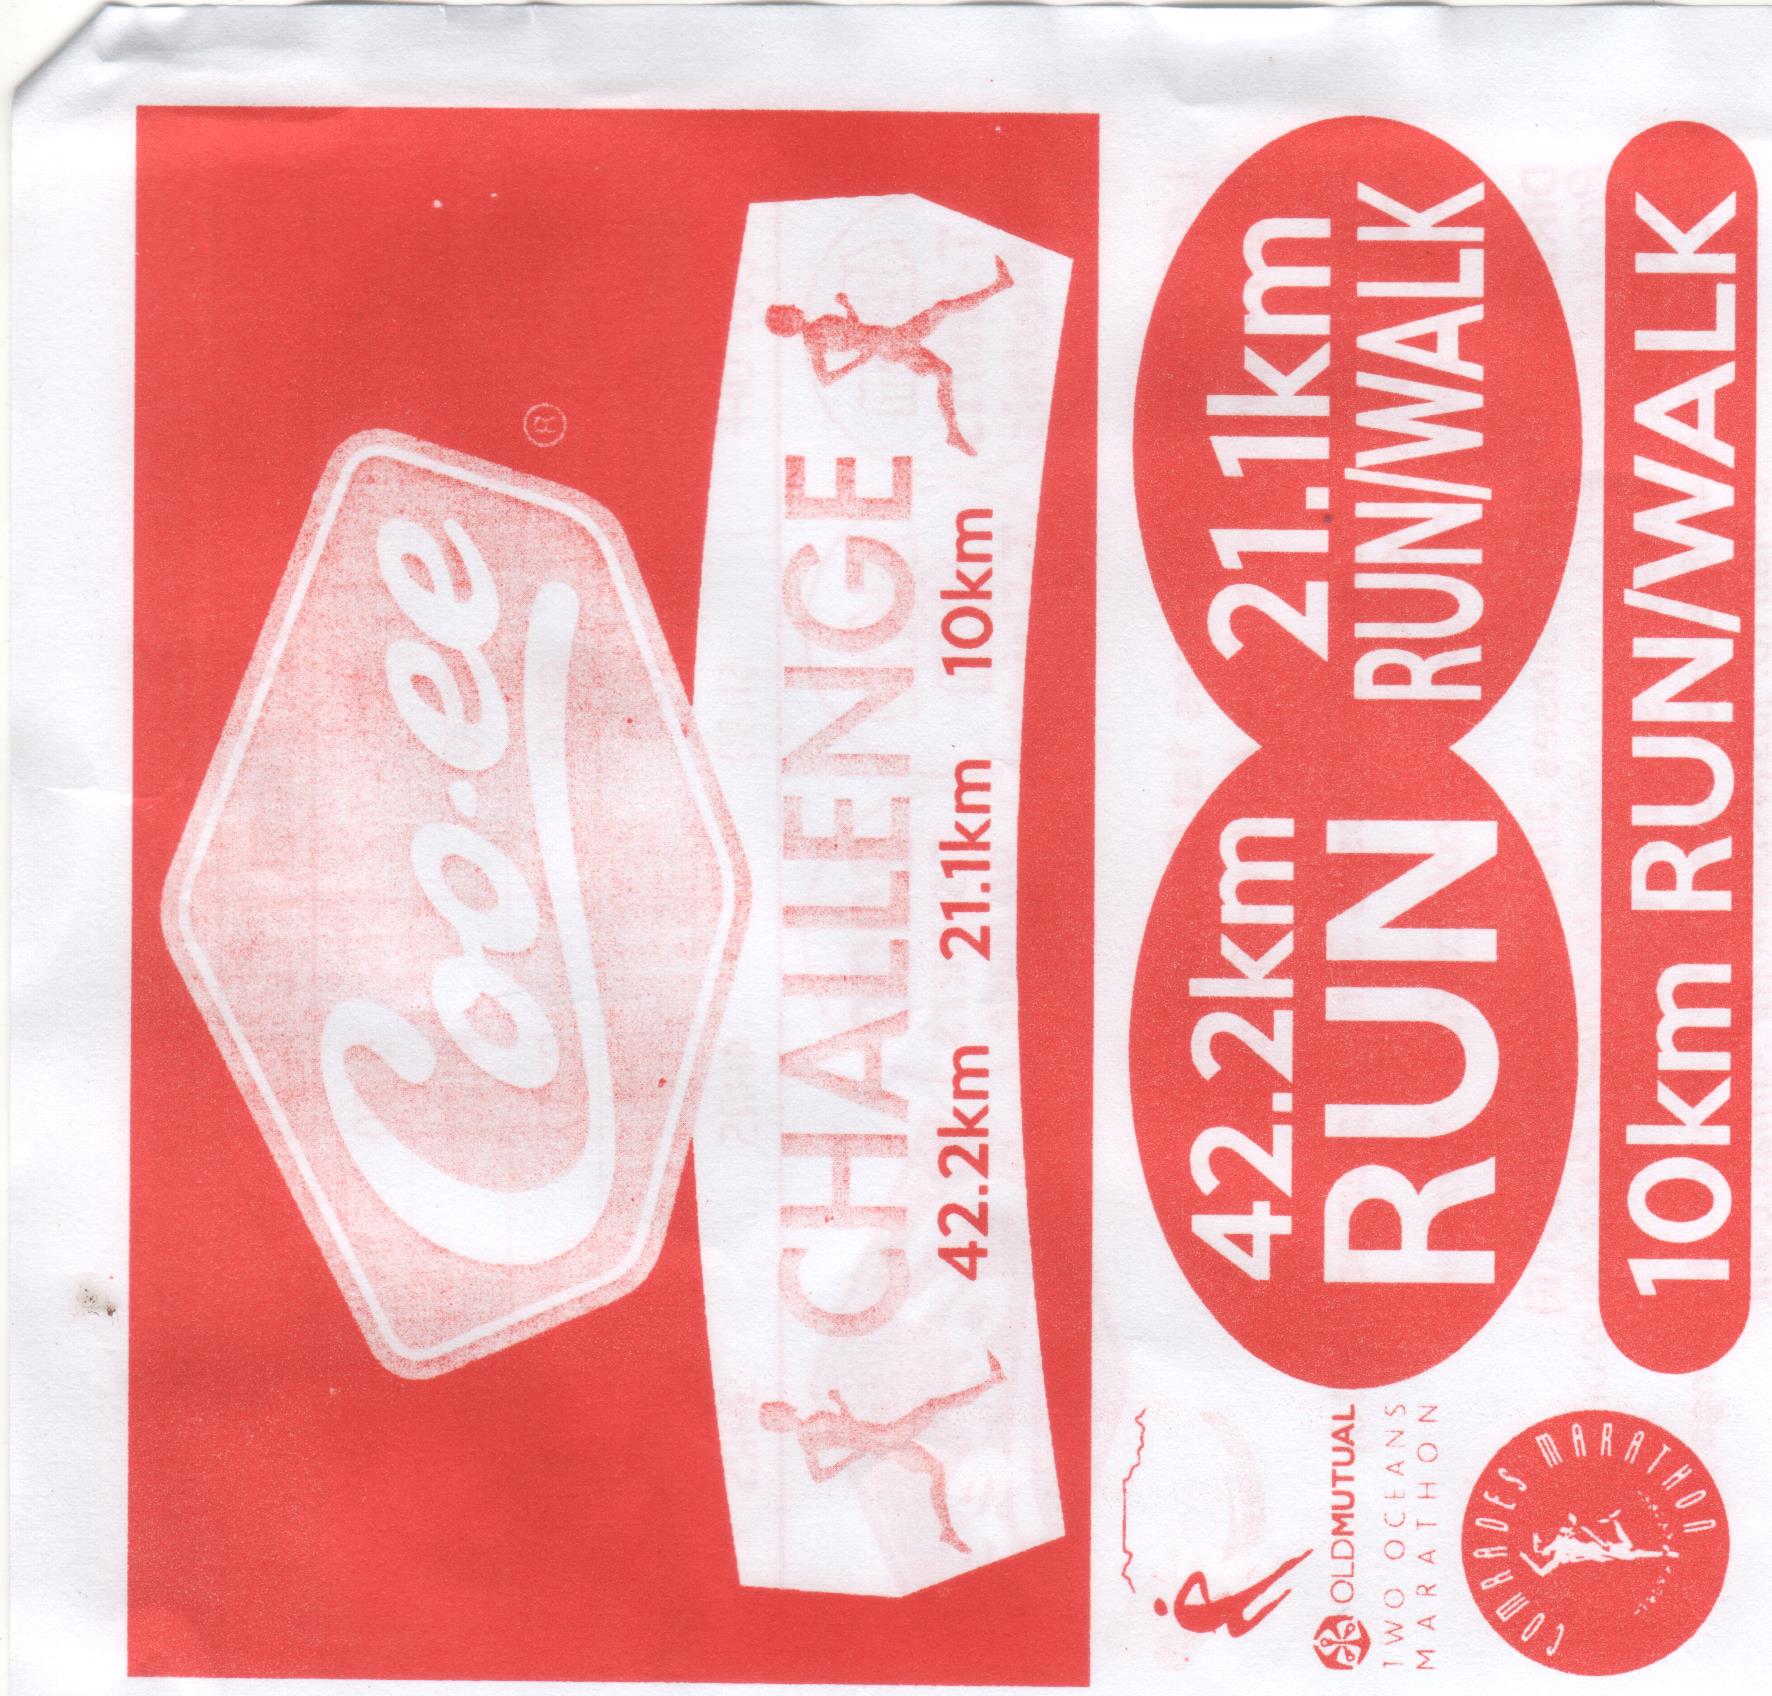 Coo.ee
®
CHALLENGE
42.2km 21.1km 10km
42.2km
RUN
21.1km
RUN/WALK
OLDMUTUAL
TWO OCEANS
MARATHON
10km RUN/WALK
COMRADES MARATHON